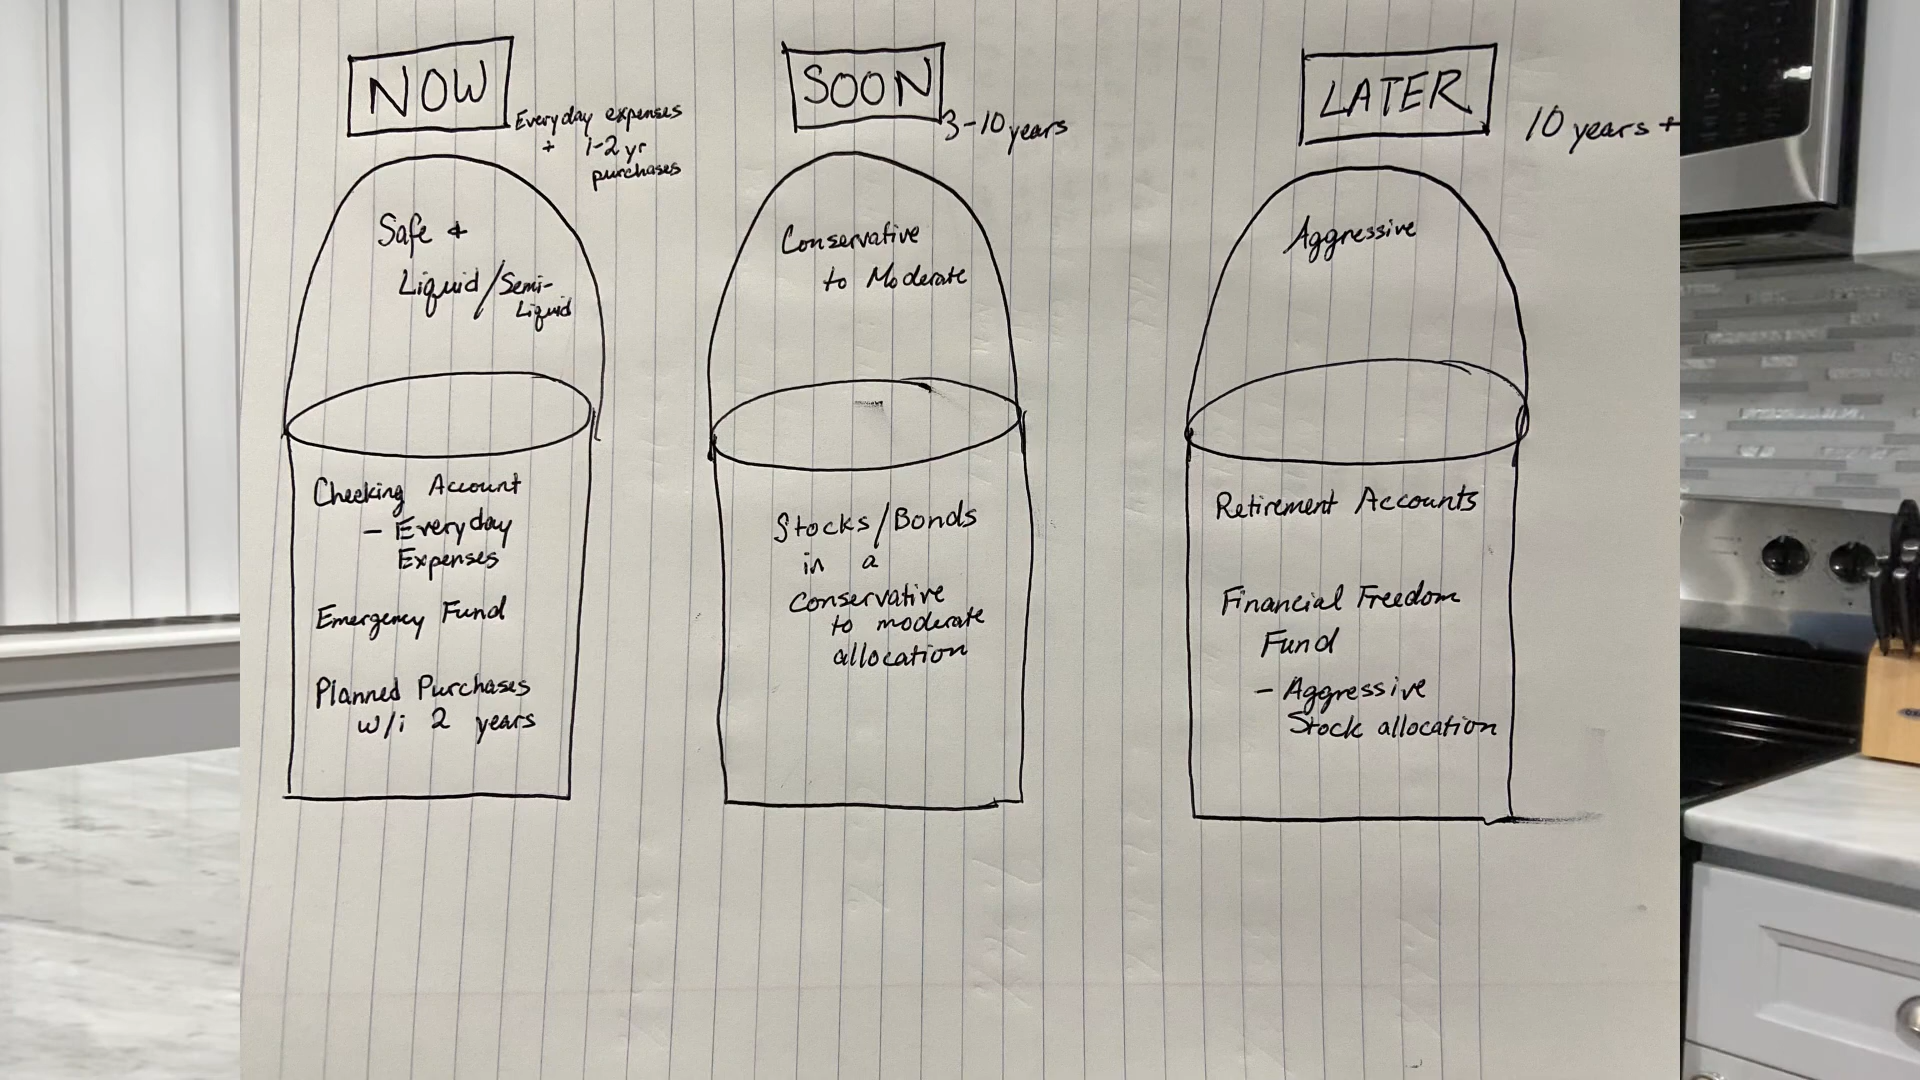 NOW
Everyday expenses
+ 1-2 yr
purchases
Safe +
Liquid/Semi-
Liquid
Checking Account
- Everyday
Expenses
Emergency Fund
Planned Purchases
w/i 2 years
SOON
3-10 years
Conservative
to Moderate
Stocks/Bonds
in a
conservative
to moderate
allocation
LATER
10 years +
Aggressive
Retirement Accounts
Financial Freedom
Fund
- Aggressive
Stock allocation